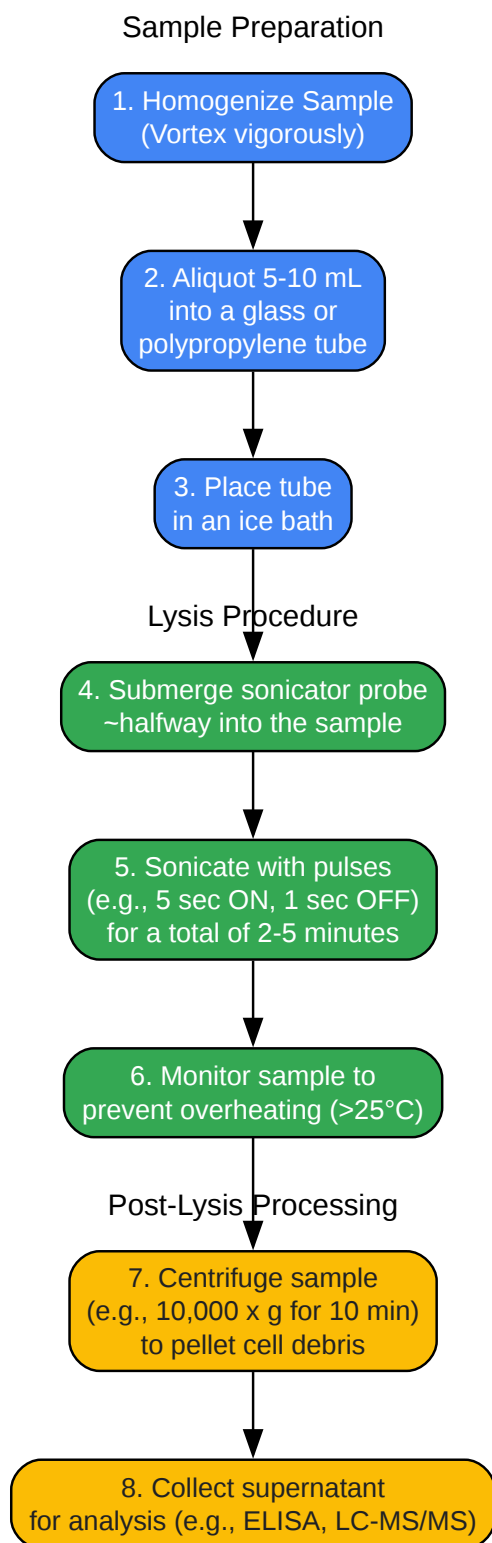 Sample Preparation
1. Homogenize Sample
(Vortex vigorously)
2. Aliquot 5-10 mL
into a glass or
polypropylene tube
3. Place tube
in an ice bath
Lysis Procedure
4. Submerge sonicator probe
~halfway into the sample
5. Sonicate with pulses
(e.g., 5 sec ON, 1 sec OFF)
for a total of 2-5 minutes
6. Monitor sample to
prevent overheating (>25°C)
Post-Lysis Processing
7. Centrifuge sample
(e.g., 10,000 x g for 10 min)
to pellet cell debris
8. Collect supernatant
for analysis (e.g., ELISA, LC-MS/MS)